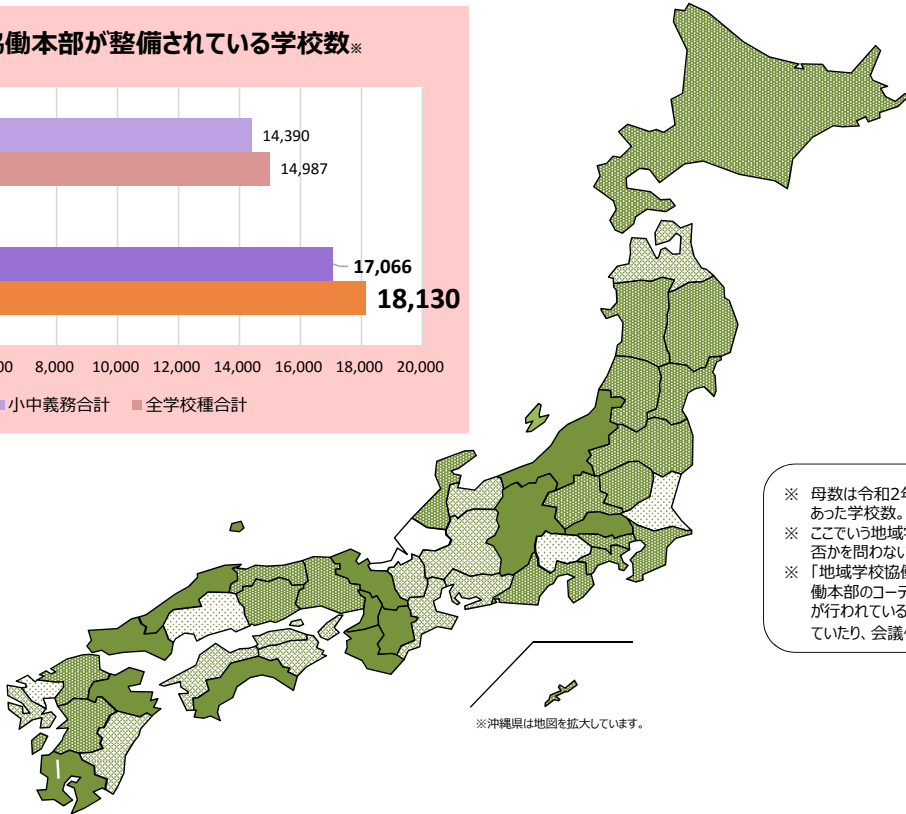 働本部が整備されている学校数※
14,390
14,987
17,066
18,130
00 8,000 10,000 12,000 14,000 16,000 18,000 20,000
小中義務合計 全学校種合計
※ 母数は令和2年
あった学校数。
※ ここでいう地域学
否かを問わない
※ 「地域学校協働
働本部のコーデ
が行われている
ていたり、会議
※沖縄県は地図を拡大しています。